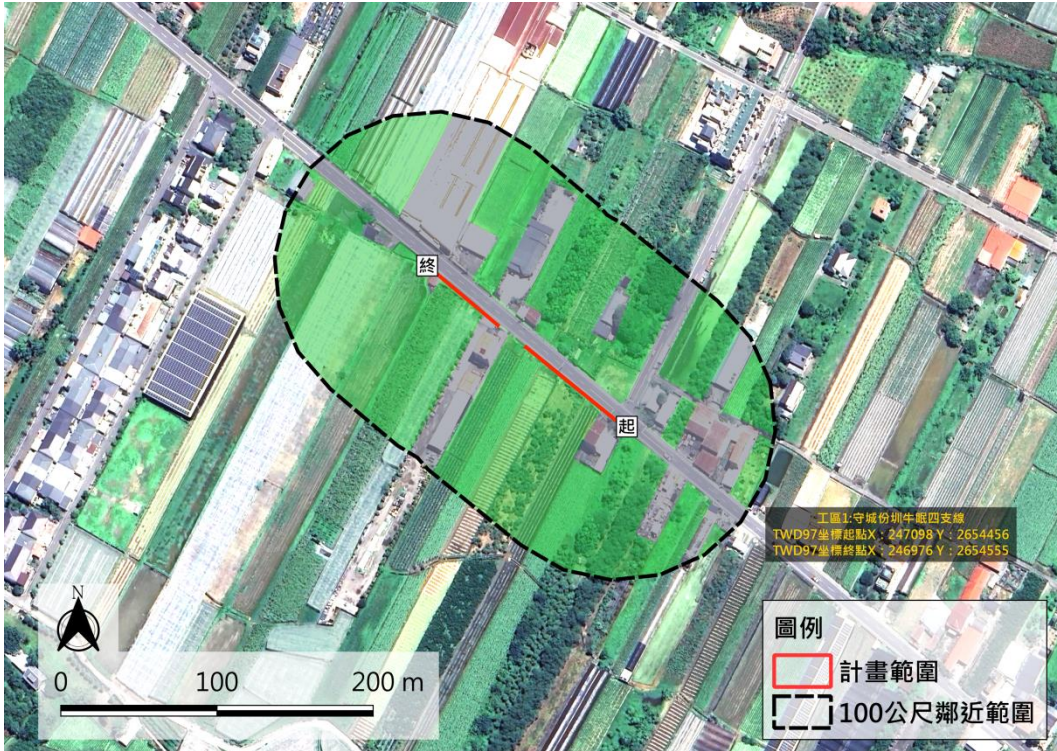 終
起
工區1:守城份圳牛眠四支線
TWD97坐標起點X：247098 Y：2654456
TWD97坐標終點X：246976 Y：2654555
N
0 100 200 m
圖例
計畫範圍
100公尺鄰近範圍